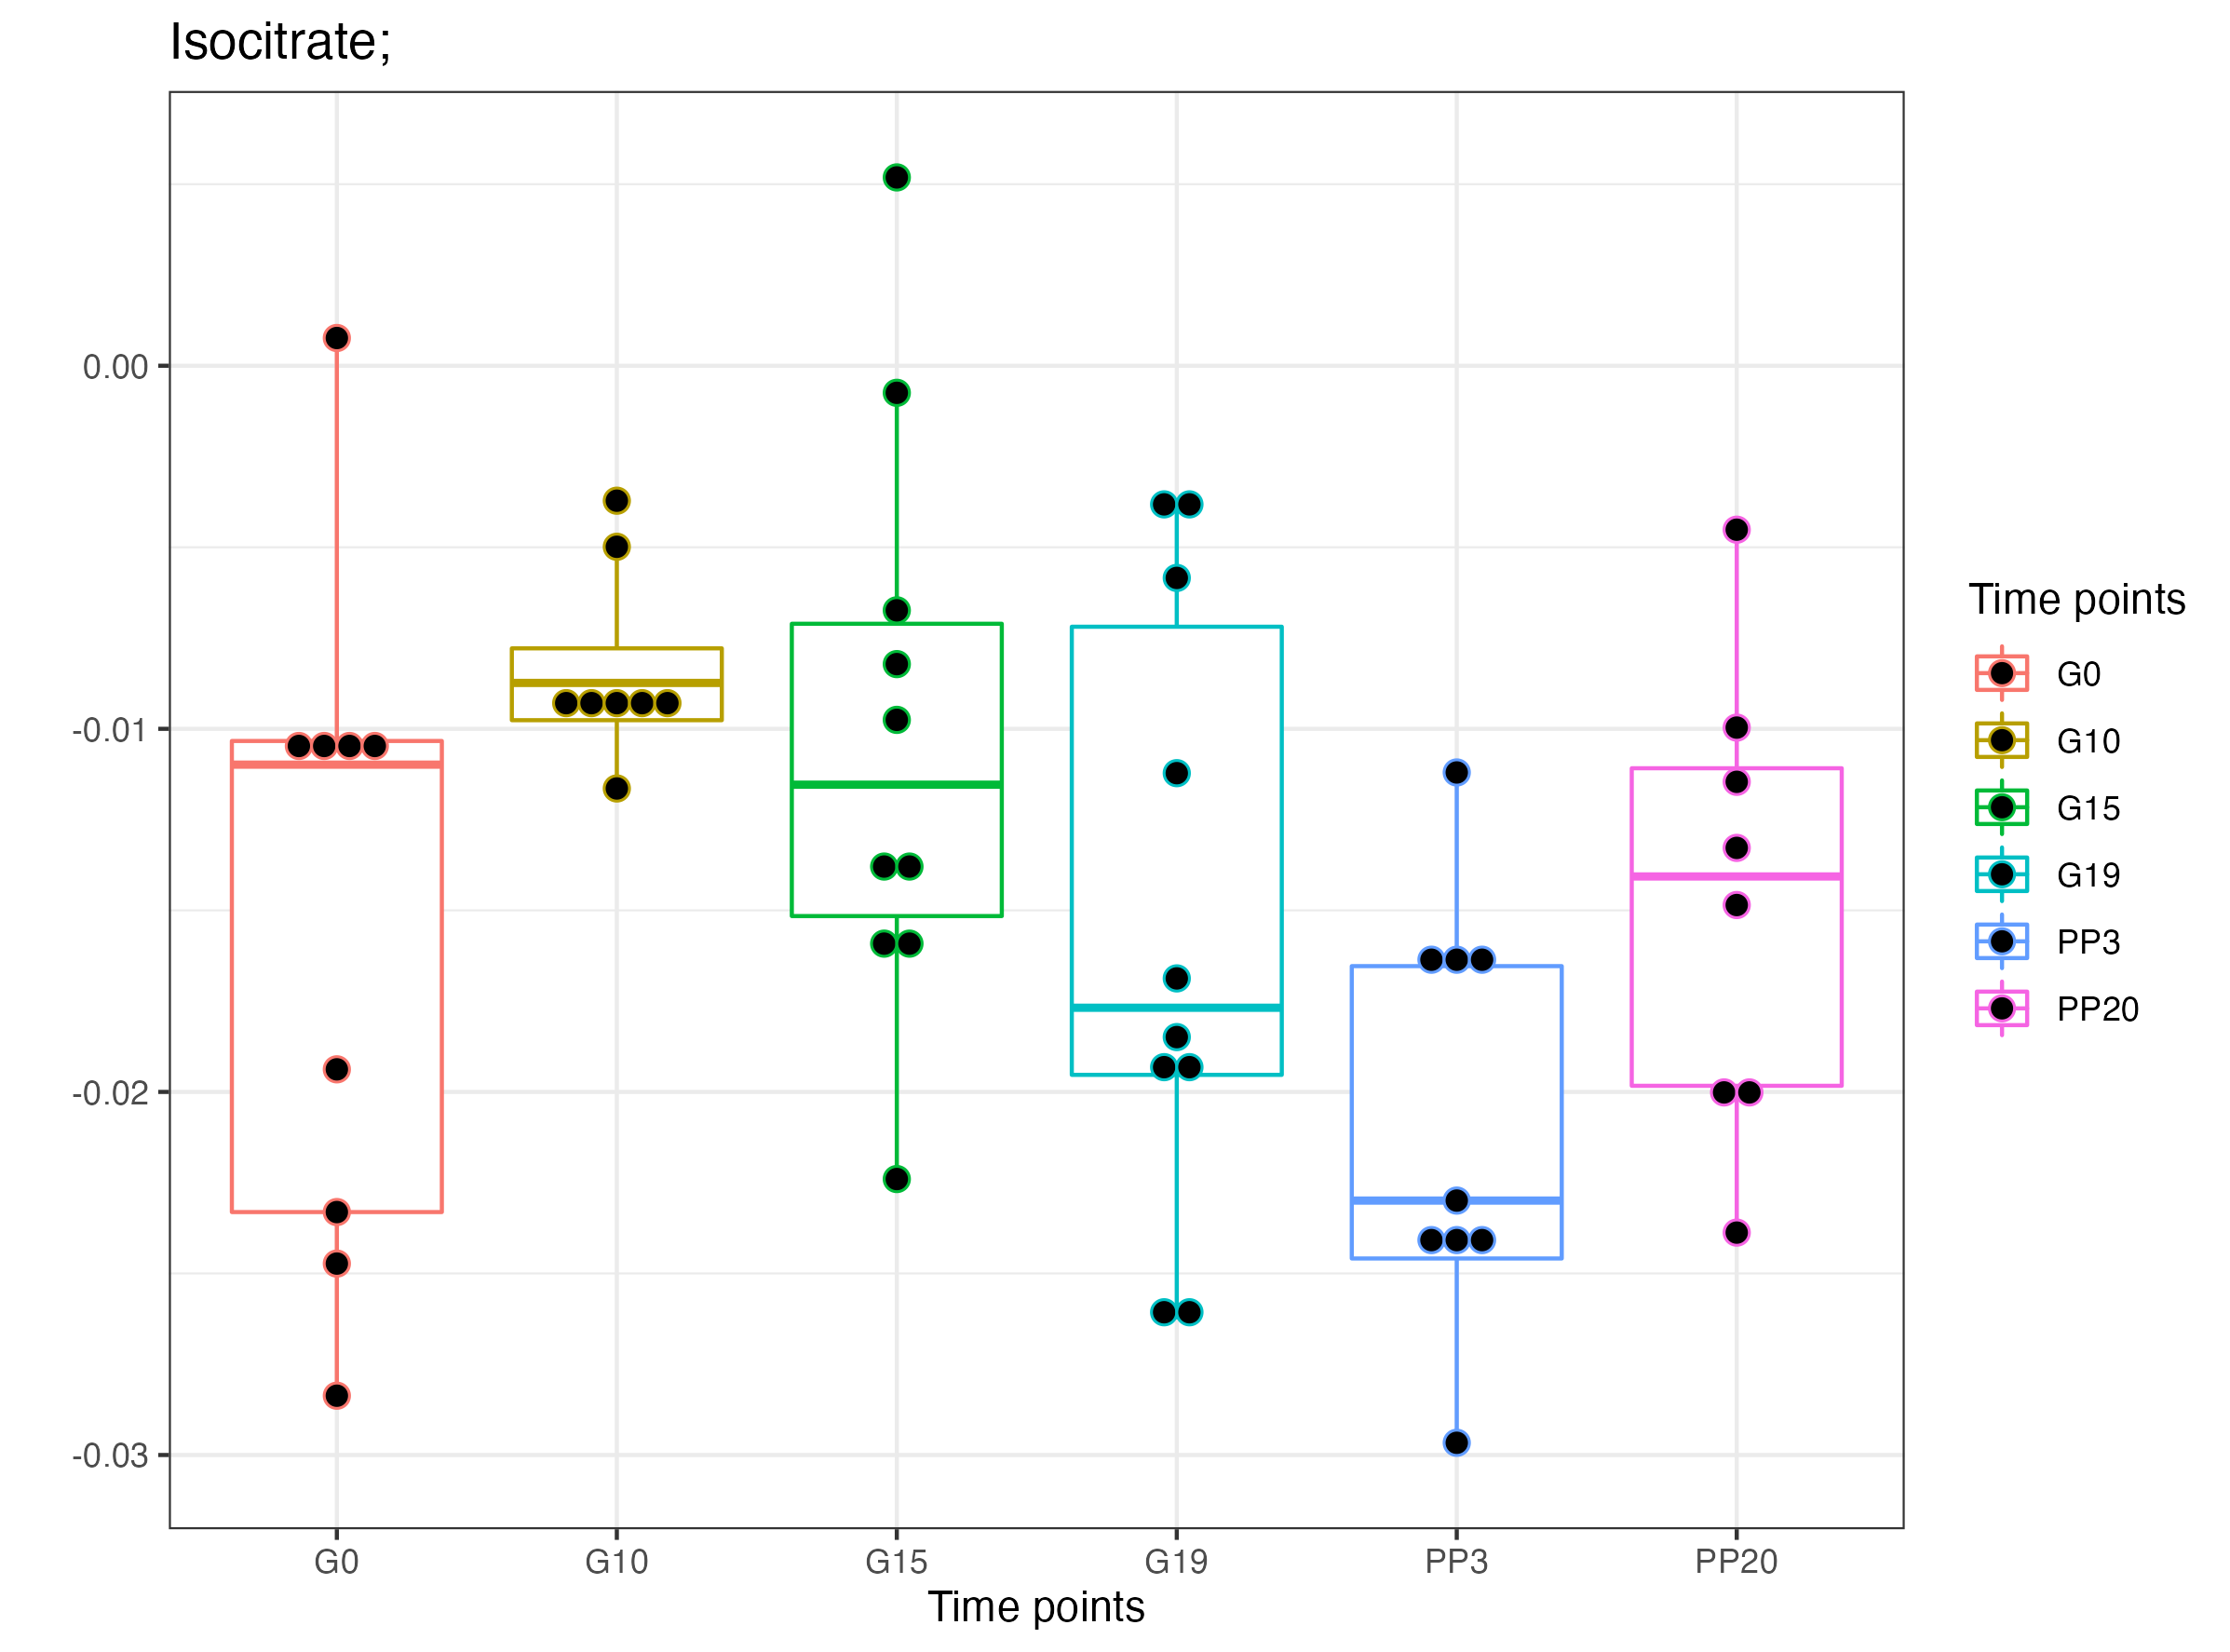 Isocitrate;
0.00
-0.01
-0.02
-0.03
G0 G10 G15 G19 PP3 PP20
Time points
Time points
G0
G10
G15
G19
PP3
PP20